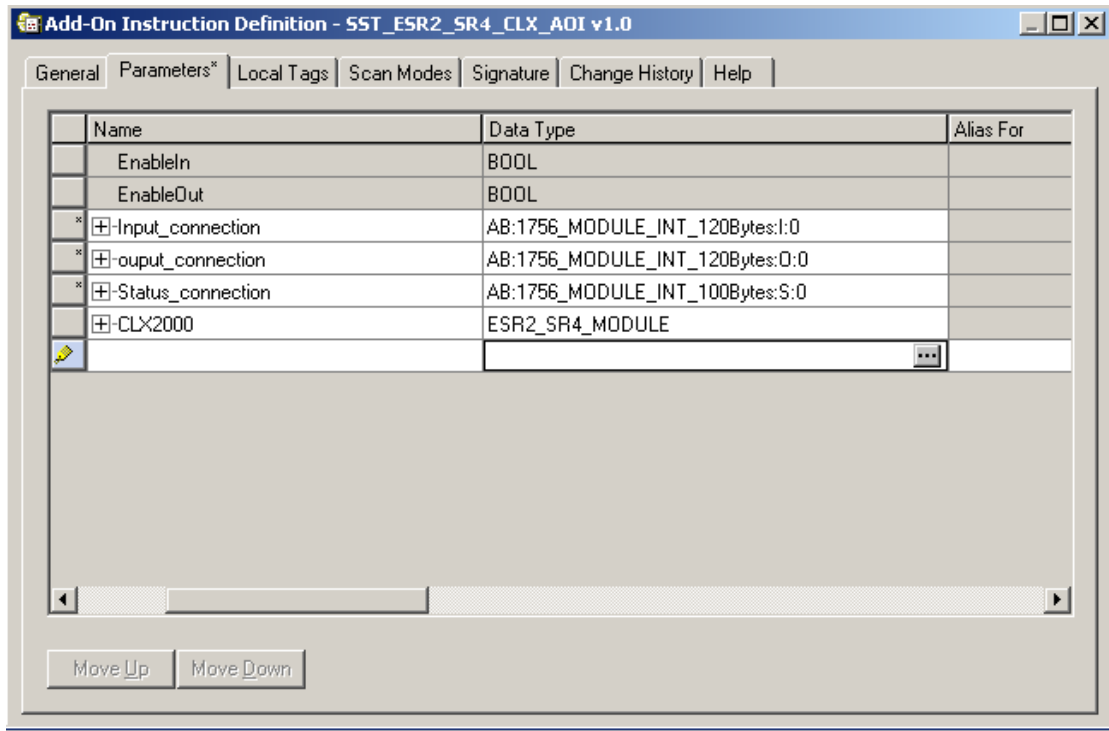 Add-On Instruction Definition - SST_ESR2_SR4_CLX_AOI v1.0
General Parameters* Local Tags Scan Modes Signature Change History Help
Name Data Type Alias For
EnableIn BOOL
EnableOut BOOL
* Input_connection AB:1756_MODULE_INT_120Bytes:I:0
* ouput_connection AB:1756_MODULE_INT_120Bytes:O:0
* Status_connection AB:1756_MODULE_INT_100Bytes:S:0
CLX2000 ESR2_SR4_MODULE
...
Move Up Move Down